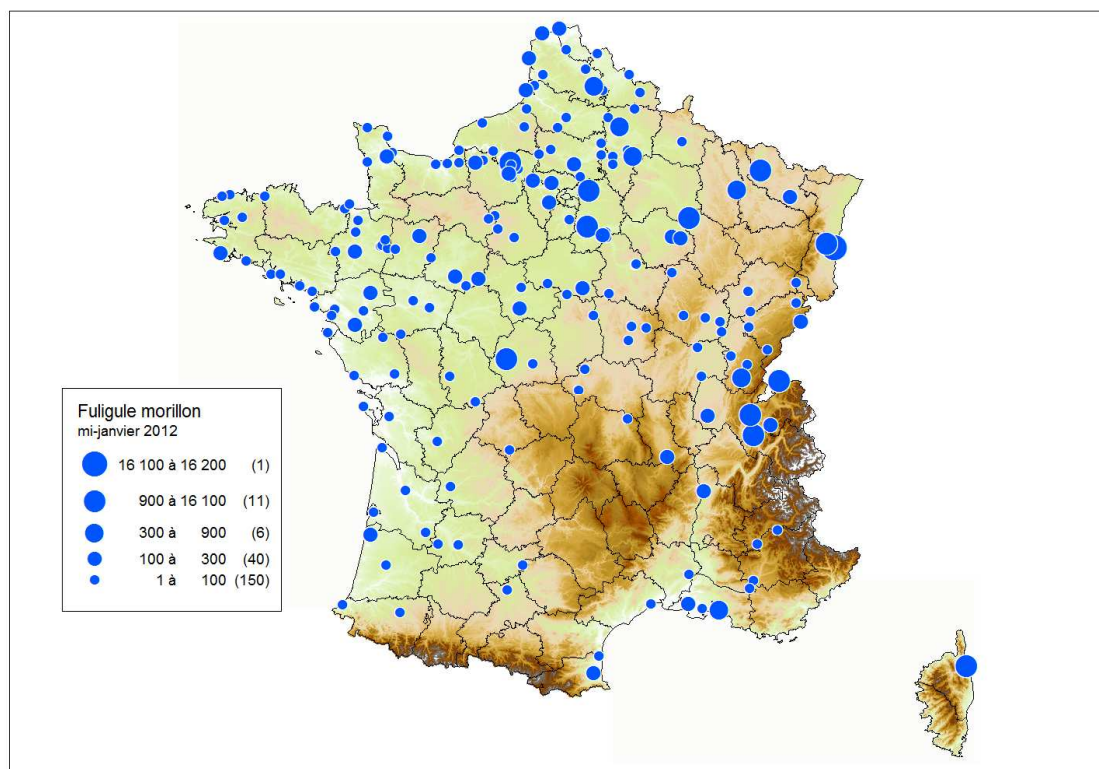 Fuligule morillon
mi-janvier 2012
16 100 à 16 200 (1)
900 à 16 100 (11)
300 à 900 (6)
100 à 300 (40)
1 à 100 (150)